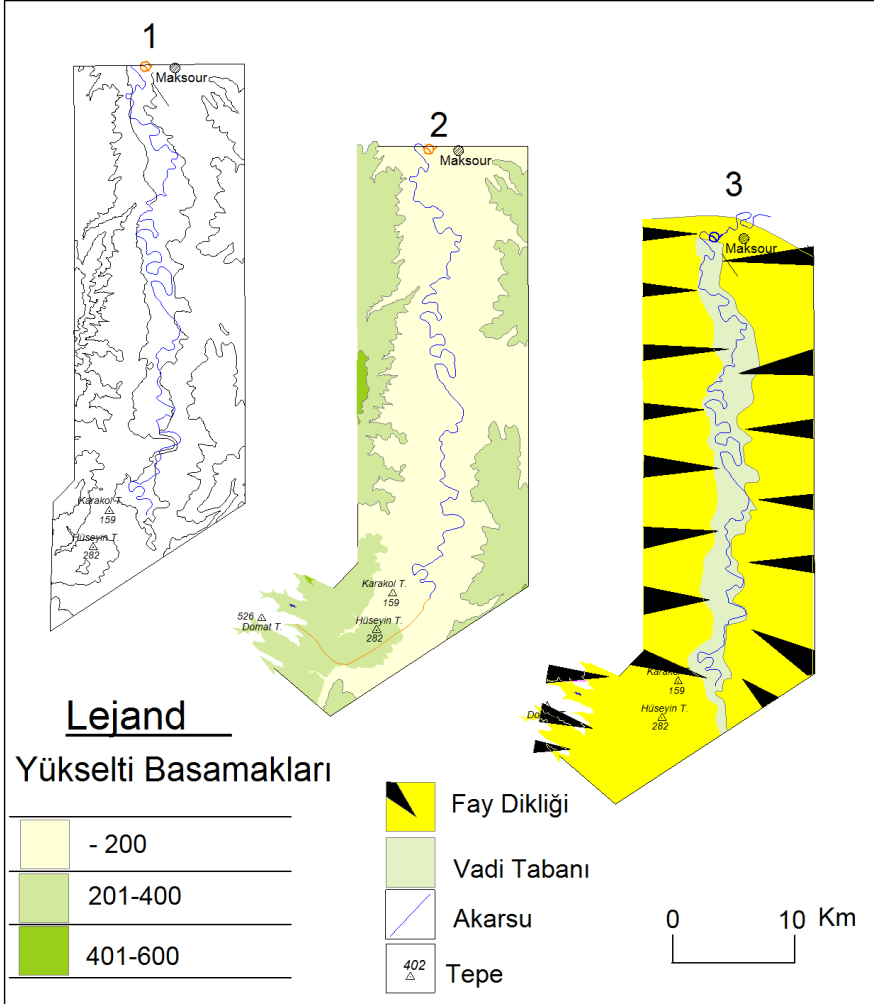 1
Maksour
Karakol T.
159
Hüseyin T.
282
2
Maksour
Karakol T.
159
526
Domat T.
Hüseyin T.
282
3
Maksour
159
Hüseyin T.
282
Lejand
Yükselti Basamakları
- 200
201-400
401-600
Fay Dikliği
Vadi Tabanı
Akarsu
402
Tepe
0 10 Km